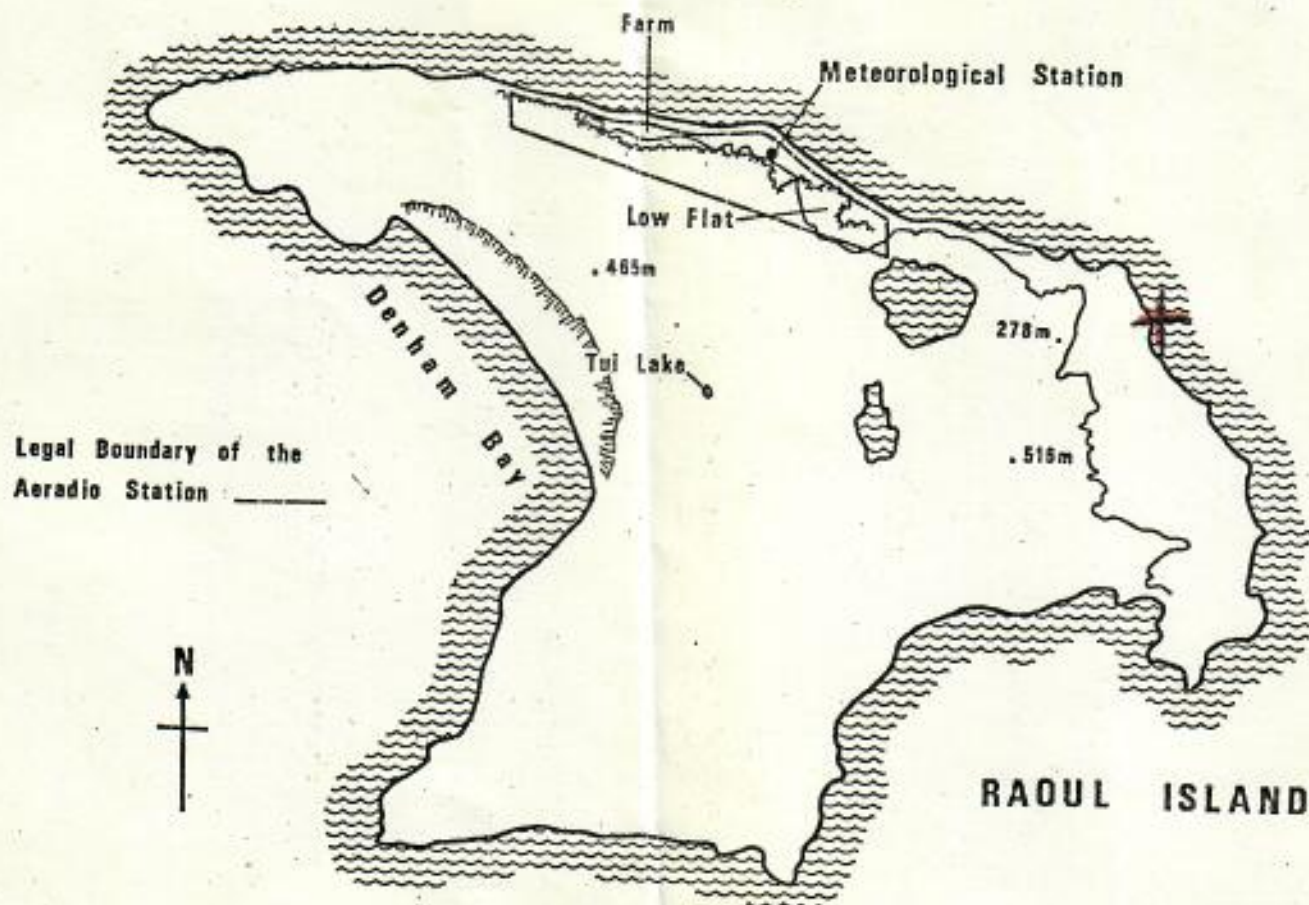 Farm
Meteorological Station
Low Flat
.465m
Denham Bay
Tui Lake
278m.
.516m
Legal Boundary of the
Aeradio Station
N
RAOUL ISLAND